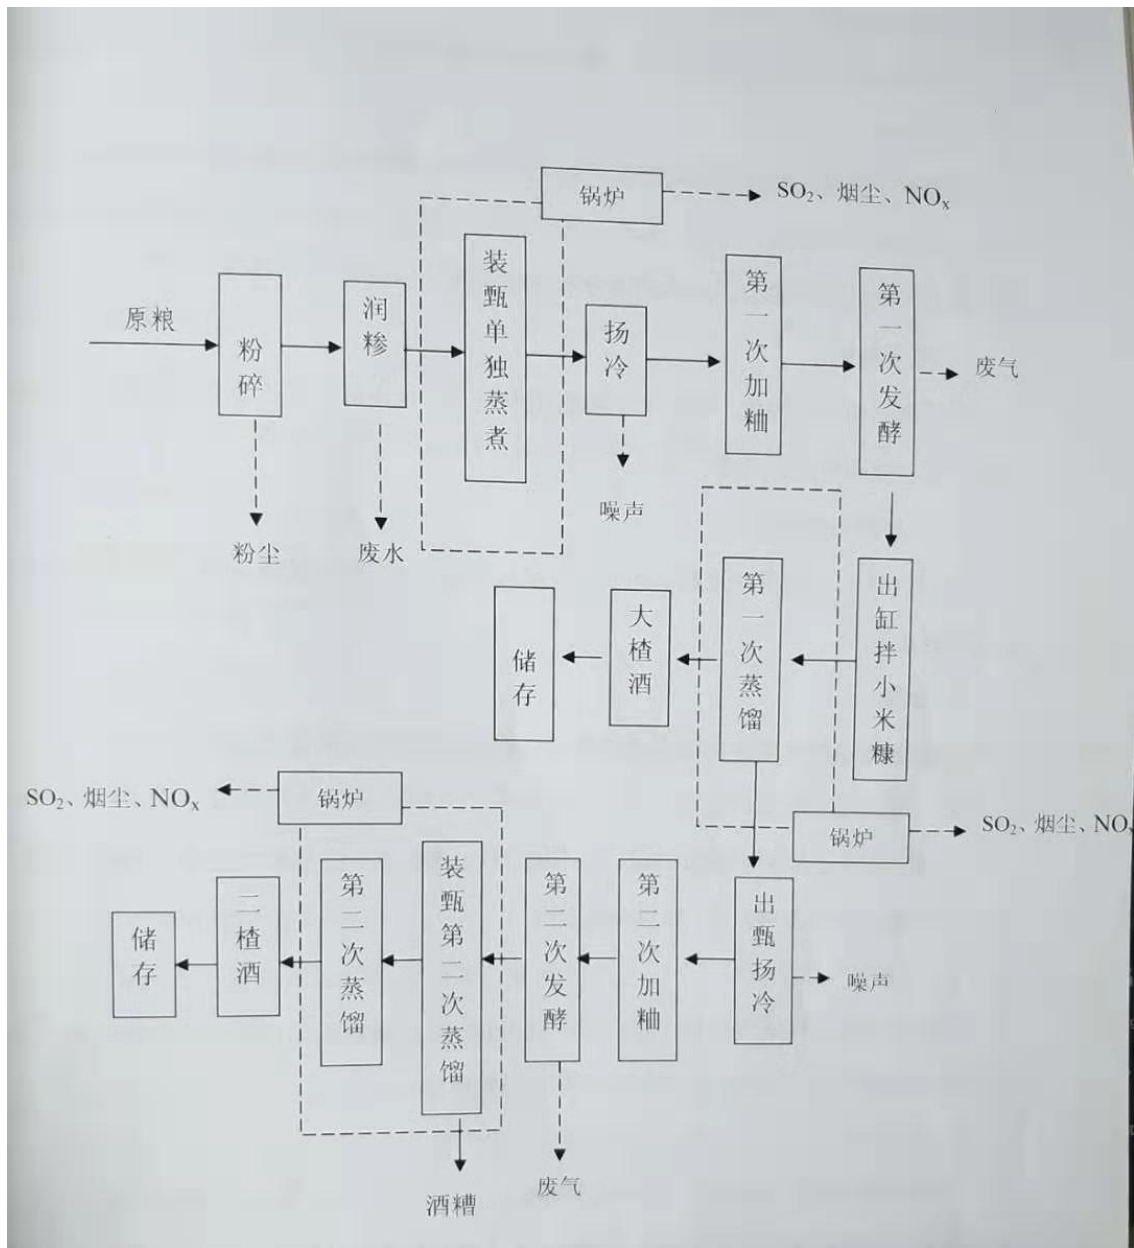 锅炉
SO₂、烟尘、NOₓ
原粮
粉碎
润糁
装甑单独蒸煮
扬冷
第一次加粬
第一次发酵
废气
粉尘
废水
噪声
储存
大楂酒
第一次蒸馏
出缸拌小米糠
SO₂、烟尘、NOₓ
锅炉
锅炉
SO₂、烟尘、NO
储存
二楂酒
第二次蒸馏
装甑第二次蒸馏
第二次发酵
第二次加粬
出甑扬冷
噪声
酒糟
废气